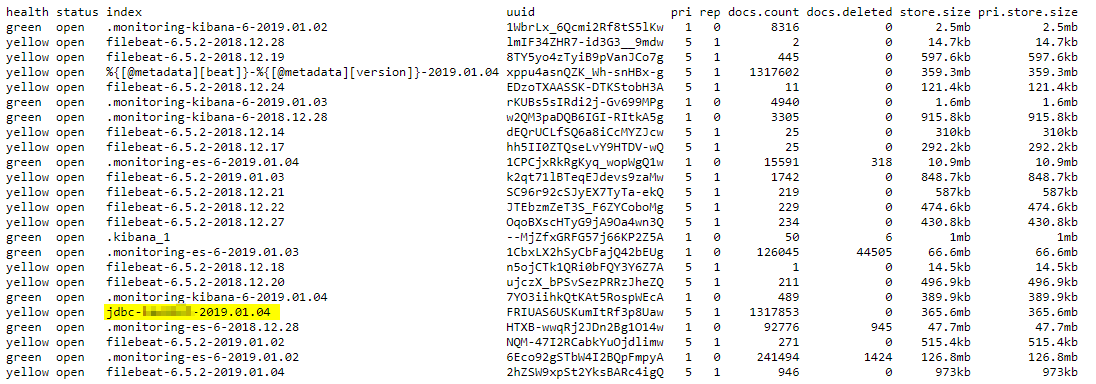 health status index uuid pri rep docs.count docs.deleted store.size pri.store.size
green open .monitoring-kibana-6-2019.01.02 1WbrLx_6Qcmi2Rf8tS5lKw 1 0 8316 0 2.5mb 2.5mb
yellow open filebeat-6.5.2-2018.12.28 lmIF34ZHR7-id3G3__9mdw 5 1 2 0 14.7kb 14.7kb
yellow open filebeat-6.5.2-2018.12.19 8TY5yo4zTyiB9pVanJCo7g 5 1 445 0 597.6kb 597.6kb
yellow open %{[@metadata][beat]}-%{[@metadata][version]}-2019.01.04 xppu4asnQZK_Wh-snHBx-g 5 1 1317602 0 359.3mb 359.3mb
yellow open filebeat-6.5.2-2018.12.24 EDzoTXAASSK-DTKStobH3A 5 1 11 0 121.4kb 121.4kb
green open .monitoring-kibana-6-2019.01.03 rKUBs5sIRdi2j-Gv699MPg 1 0 4940 0 1.6mb 1.6mb
green open .monitoring-kibana-6-2018.12.28 w2QM3paDQB6IGI-RItkA5g 1 0 3305 0 915.8kb 915.8kb
yellow open filebeat-6.5.2-2018.12.14 dEQrUCLfSQ6a8iCcMYZJcw 5 1 25 0 310kb 310kb
yellow open filebeat-6.5.2-2018.12.17 hh5II0ZTQseLvY9HTDV-wQ 5 1 25 0 292.2kb 292.2kb
green open .monitoring-es-6-2019.01.04 1CPCjxRkRgKyq_wopWgQ1w 1 0 15591 318 10.9mb 10.9mb
yellow open filebeat-6.5.2-2019.01.03 k2qt71lBTeqEJdevs9zaMw 5 1 1742 0 848.7kb 848.7kb
yellow open filebeat-6.5.2-2018.12.21 SC96r92cSJyEX7TyTa-ekQ 5 1 219 0 587kb 587kb
yellow open filebeat-6.5.2-2018.12.22 JTEbzmZeT3S_F6ZYCoboMg 5 1 229 0 474.6kb 474.6kb
yellow open filebeat-6.5.2-2018.12.27 OqoBXscHTyG9jA9Oa4wn3Q 5 1 234 0 430.8kb 430.8kb
green open .kibana_1 --MjZfxGRFG57j66KP2Z5A 1 0 50 6 1mb 1mb
green open .monitoring-es-6-2019.01.03 1CbxLX2hSyCbFajQ42bEUg 1 0 126045 44505 66.6mb 66.6mb
yellow open filebeat-6.5.2-2018.12.18 n5ojCTk1QRi0bFQY3Y6Z7A 5 1 1 0 14.5kb 14.5kb
yellow open filebeat-6.5.2-2018.12.20 ujczX_bPSvSezPRRzJheZQ 5 1 211 0 496.9kb 496.9kb
green open .monitoring-kibana-6-2019.01.04 7YO3iihkQtKAt5RospWEcA 1 0 489 0 389.9kb 389.9kb
yellow open jdbc- -2019.01.04 FRIUAS6USKumItRf3p8Uaw 5 1 1317853 0 365.6mb 365.6mb
green open .monitoring-es-6-2018.12.28 HTXB-wwqRj2JDn2Bg1O14w 1 0 92776 945 47.7mb 47.7mb
yellow open filebeat-6.5.2-2019.01.02 NQM-47I2RCabkYuOjdlimw 5 1 271 0 515.4kb 515.4kb
green open .monitoring-es-6-2019.01.02 6Eco92gSTbW4I2BQpFmpyA 1 0 241494 1424 126.8mb 126.8mb
yellow open filebeat-6.5.2-2019.01.04 2hZSW9xpSt2YksBARc4igQ 5 1 946 0 973kb 973kb